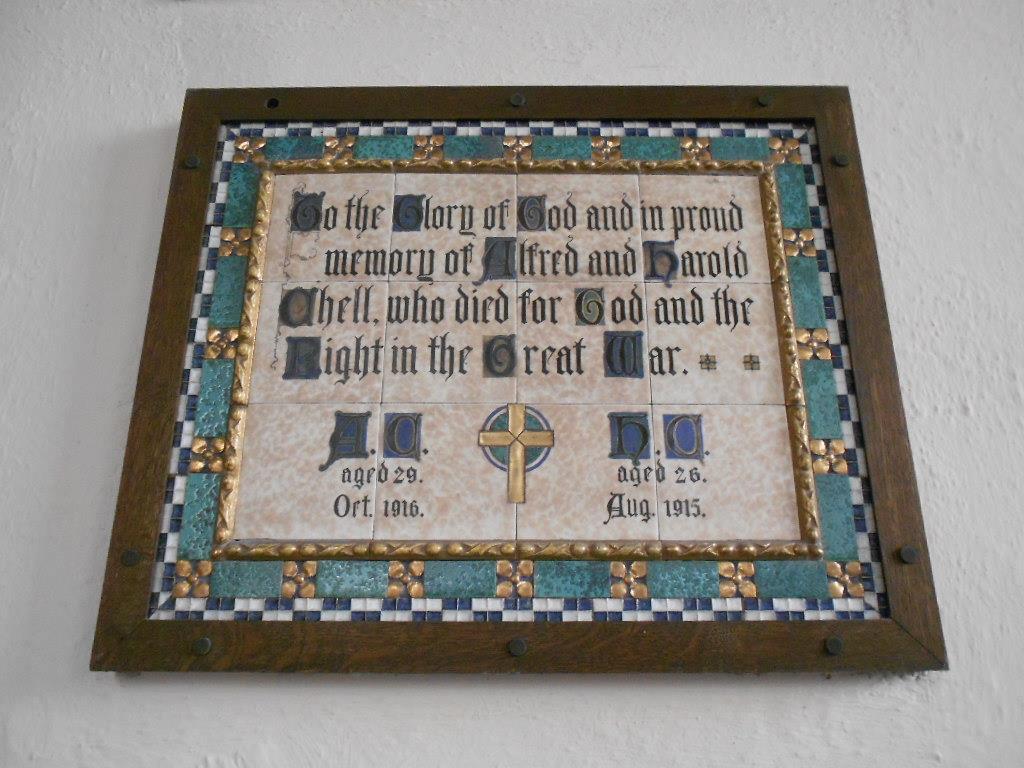 To the Glory of God and in proud
memory of Alfred and Harold
Chell, who died for God and the
Right in the Great War.
A. C.
aged 29.
Oct. 1916.
H. C.
aged 26.
Aug. 1915.